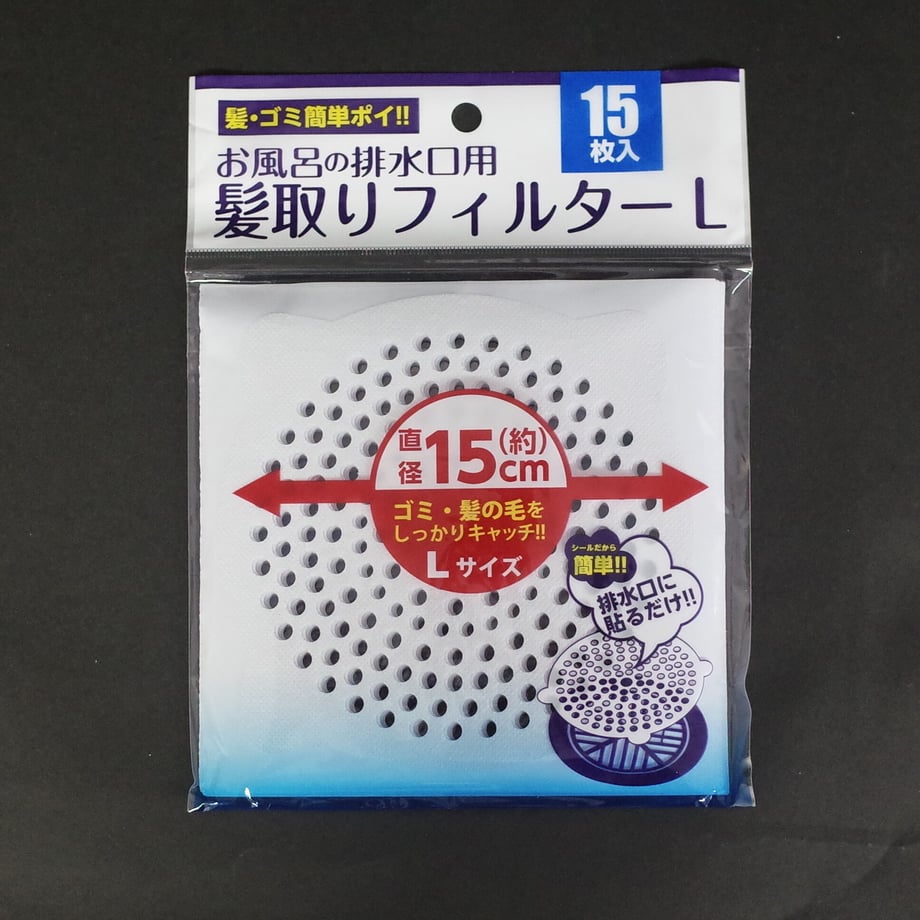 髪・ゴミ簡単ポイ!!
15
枚入
お風呂の排水口用
髪取りフィルターL
直径15(約)cm
ゴミ・髪の毛を
しっかりキャッチ!!
Lサイズ
シールだから
簡単!!
排水口に
貼るだけ!!